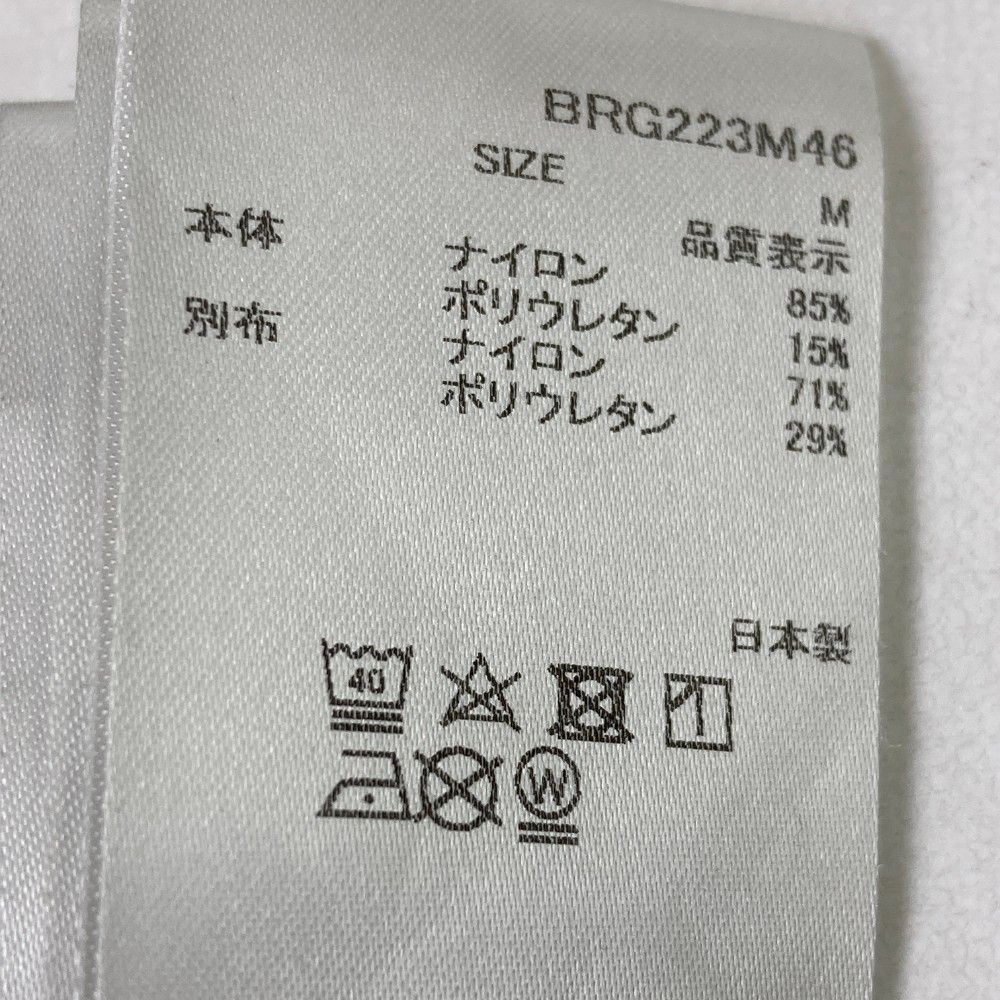 BRG223M46
SIZE M
品質表示
本体 ナイロン 85%
ポリウレタン 15%
別布 ナイロン 71%
ポリウレタン 29%
日本製
40
W